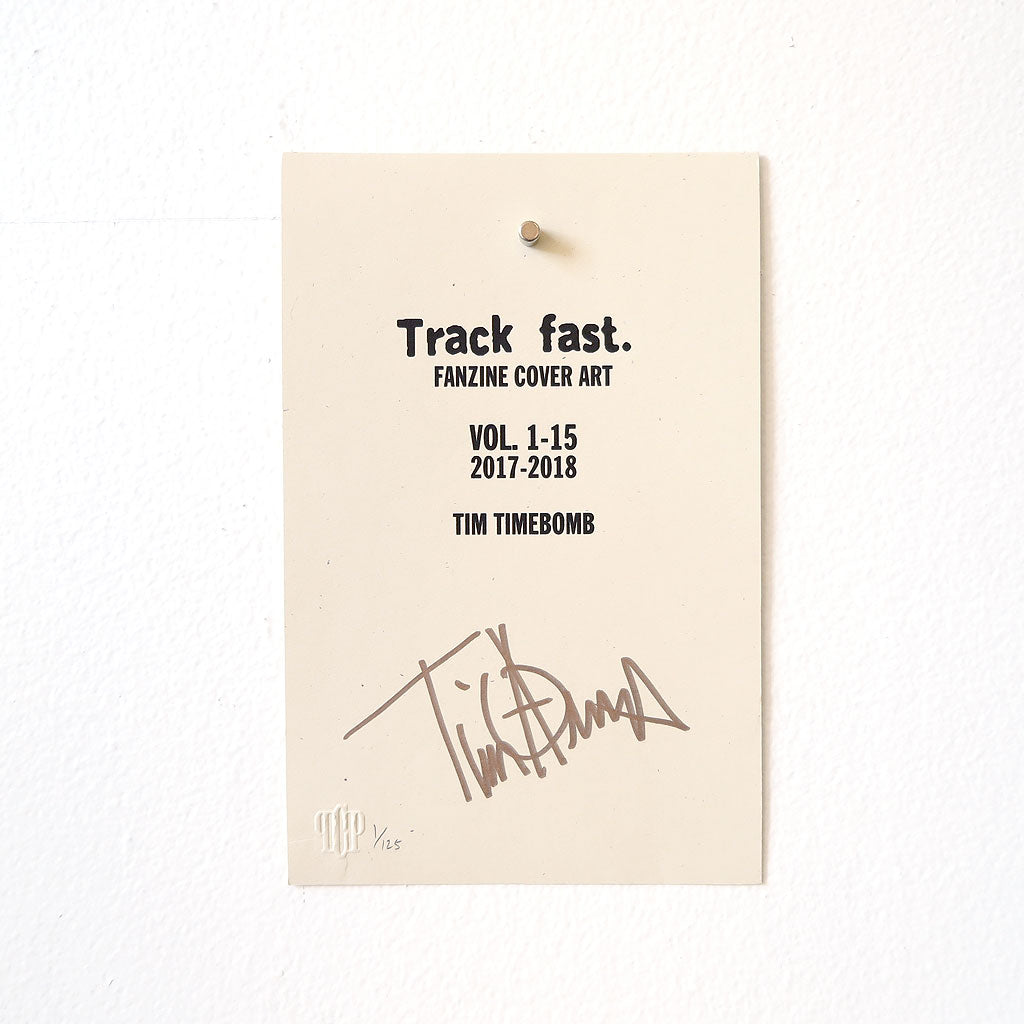 Track fast.
FANZINE COVER ART
VOL. 1-15
2017-2018
TIM TIMEBOMB
1/125